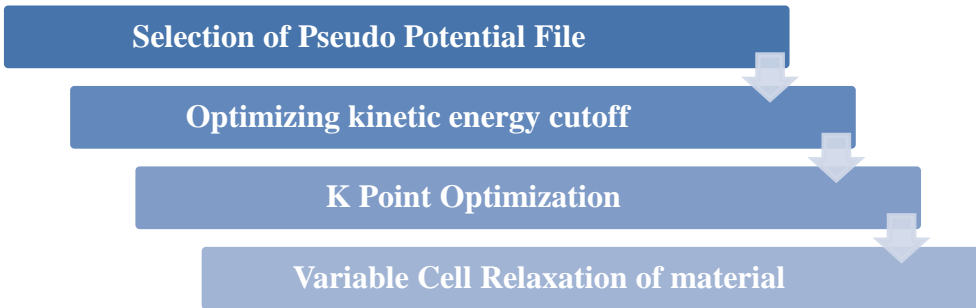 Selection of Pseudo Potential File
Optimizing kinetic energy cutoff
K Point Optimization
Variable Cell Relaxation of material